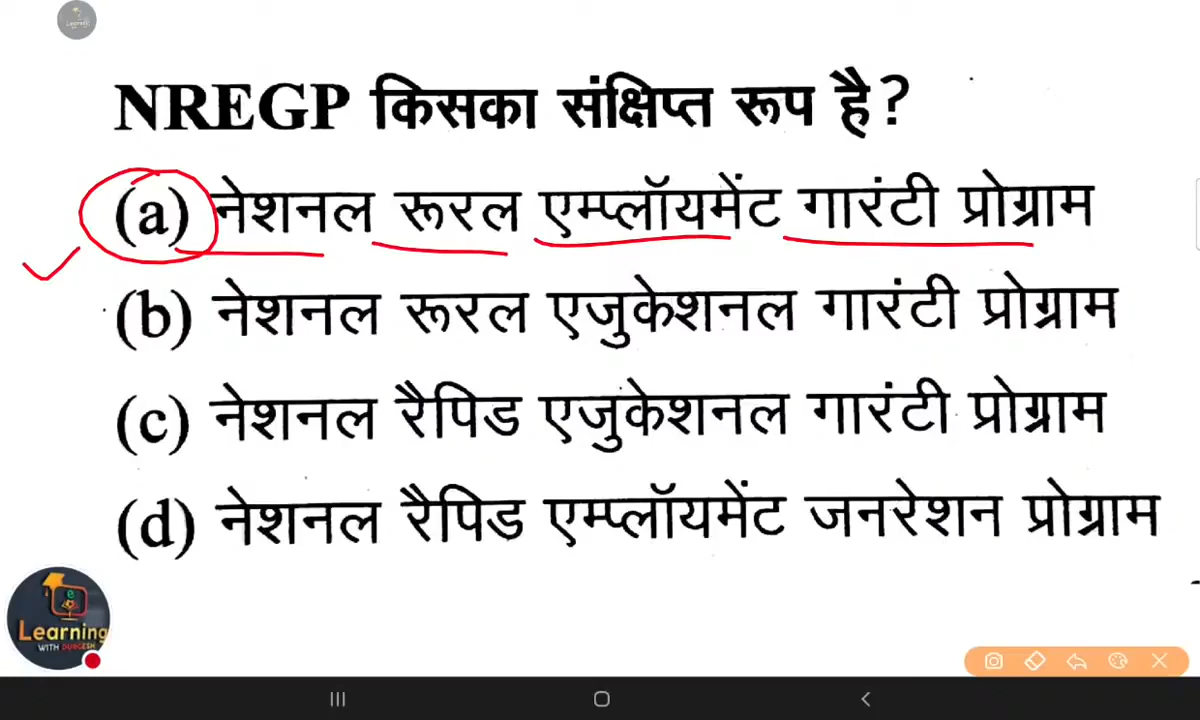 NREGP किसका संक्षिप्त रूप है?
(a) नेशनल रूरल एम्प्लॉयमेंट गारंटी प्रोग्राम
(b) नेशनल रूरल एजुकेशनल गारंटी प्रोग्राम
(c) नेशनल रैपिड एजुकेशनल गारंटी प्रोग्राम
(d) नेशनल रैपिड एम्प्लॉयमेंट जनरेशन प्रोग्राम
Learning
WITH DURGESH